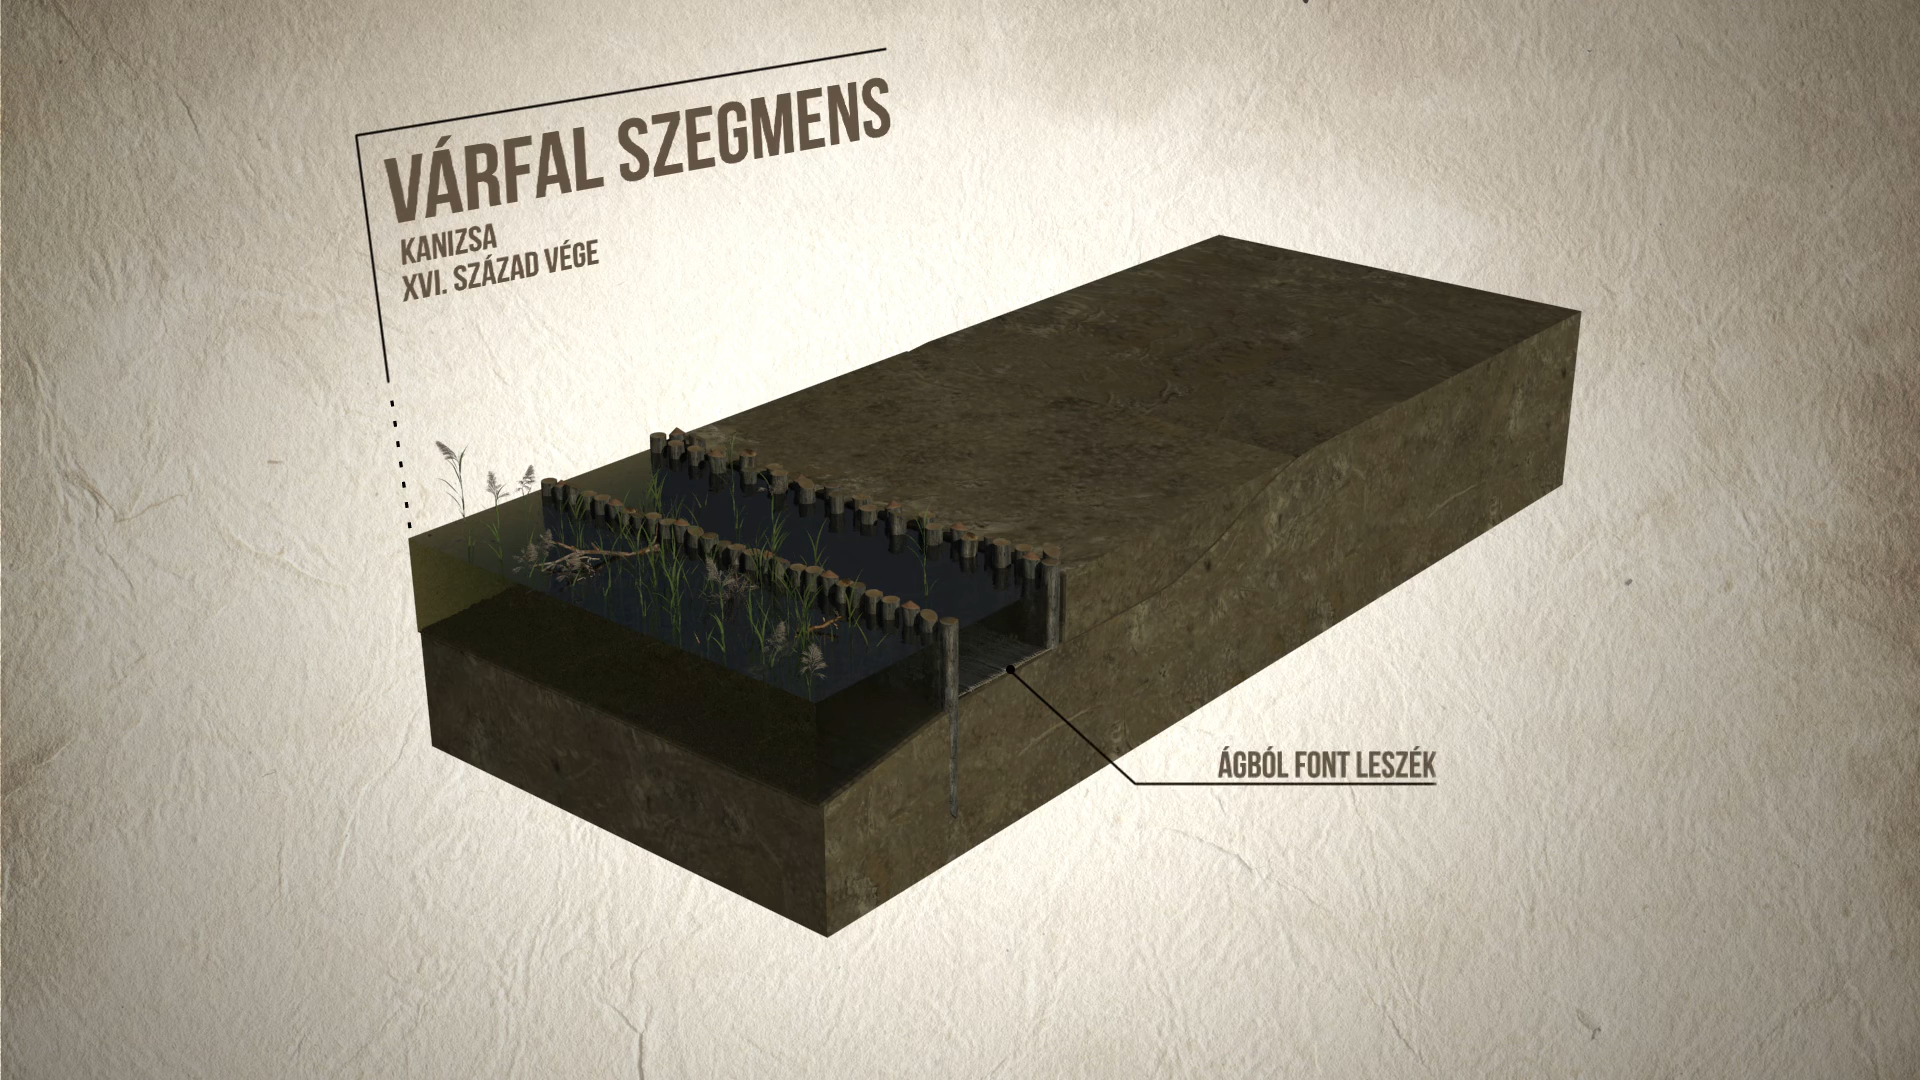 VÁRFAL SZEGMENS
KANIZSA
XVI. SZÁZAD VÉGE
ÁGBÓL FONT LESZÉK